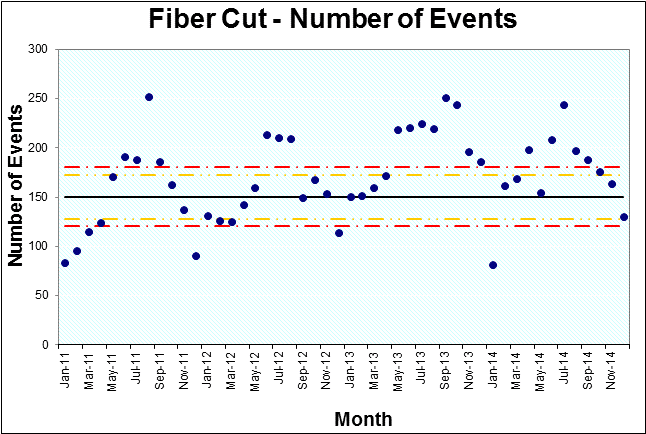 Fiber Cut - Number of Events
Number of Events
300
250
200
150
100
50
0
Jan-11
Mar-11
May-11
Jul-11
Sep-11
Nov-11
Jan-12
Mar-12
May-12
Jul-12
Sep-12
Nov-12
Jan-13
Mar-13
May-13
Jul-13
Sep-13
Nov-13
Jan-14
Mar-14
May-14
Jul-14
Sep-14
Nov-14
Month